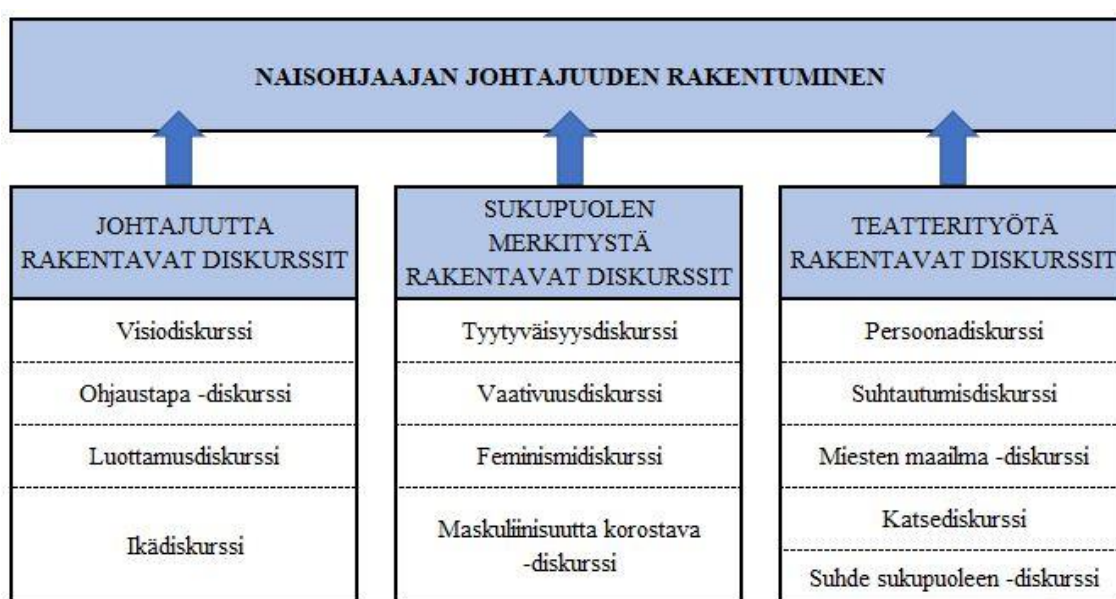 NAISOHJAAJAN JOHTAJUUDEN RAKENTUMINEN
JOHTAJUUTTA
RAKENTAVAT DISKURSSIT
Visiodiskurssi
Ohjaustapa -diskurssi
Luottamusdiskurssi
Ikädiskurssi
SUKUPUOLEN
MERKITYSTÄ
RAKENTAVAT DISKURSSIT
Tyytyväisyysdiskurssi
Vaativuusdiskurssi
Feminismidiskurssi
Maskuliinisuutta korostava
-diskurssi
TEATTERITYÖTÄ
RAKENTAVAT DISKURSSIT
Persoonadiskurssi
Suhtautumisdiskurssi
Miesten maailma -diskurssi
Katsediskurssi
Suhde sukupuoleen -diskurssi